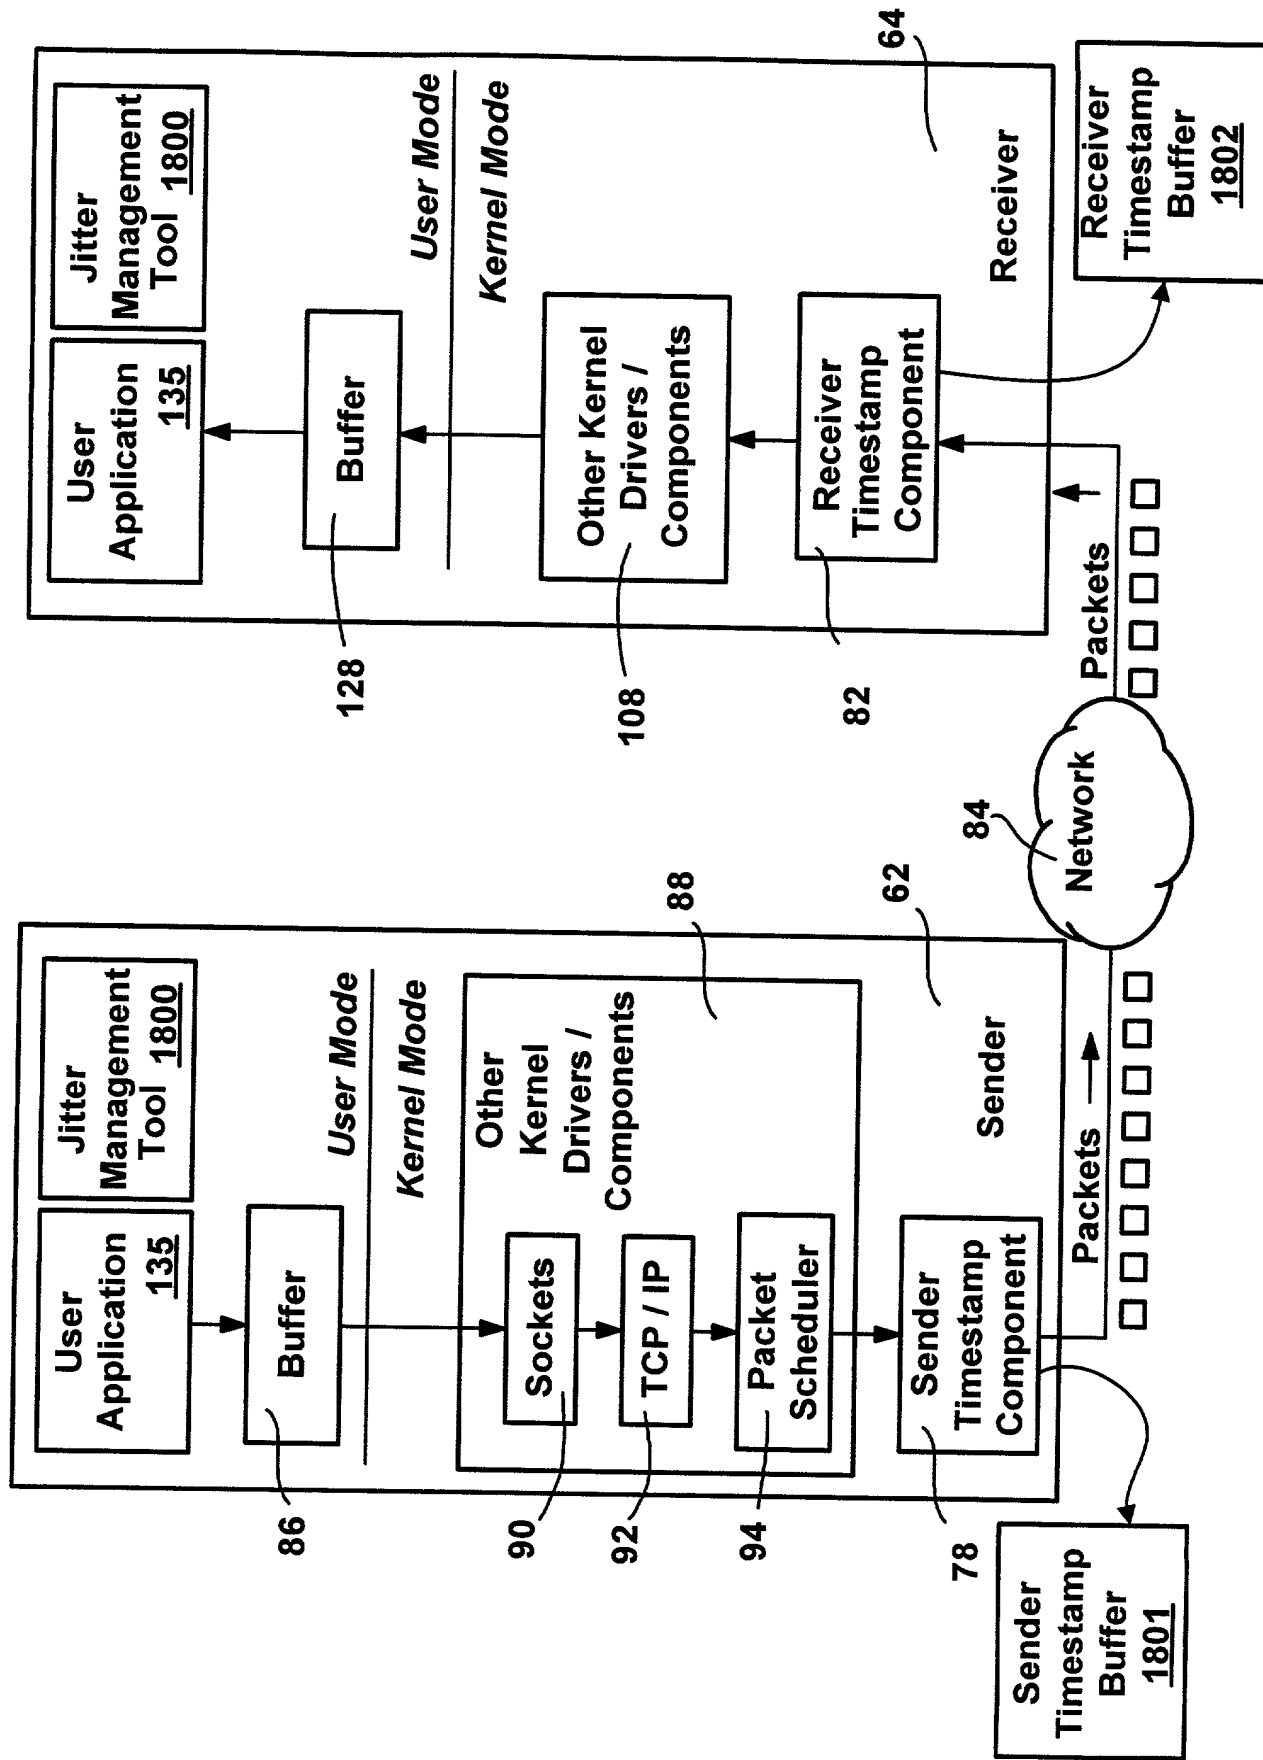 User
Application
135
Jitter
Management
Tool 1800
Buffer
86
User Mode
Kernel Mode
Other
Kernel
Drivers /
Components
88
Sockets
90
TCP / IP
92
Packet
Scheduler
94
Sender
Timestamp
Component
78
Sender
62
Sender
Timestamp
Buffer
1801
Packets
Network
84
Packets
User
Application
135
Jitter
Management
Tool 1800
Buffer
128
User Mode
Kernel Mode
Other Kernel
Drivers /
Components
108
Receiver
Timestamp
Component
82
Receiver
64
Receiver
Timestamp
Buffer
1802